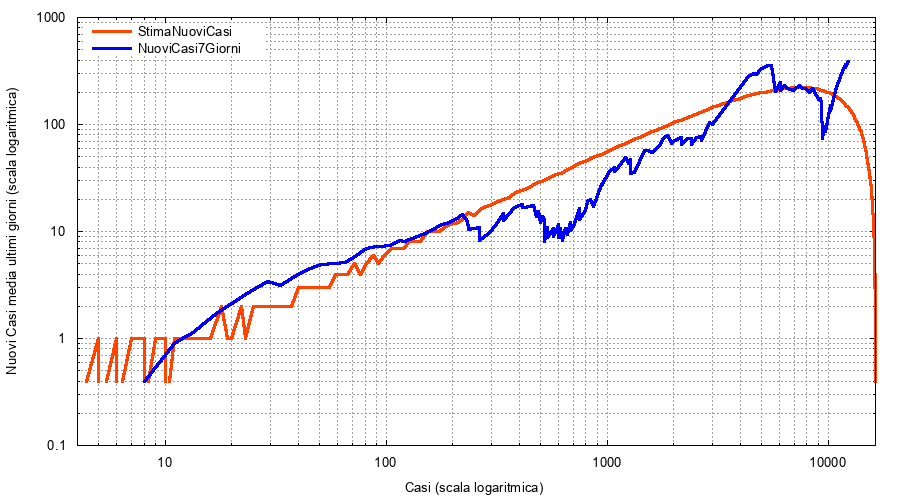 1000
StimaNuoviCasi
NuoviCasi7Giorni
100
10
1
0.1
Nuovi Casi media ultimi giorni (scala logaritmica)
10 100 1000 10000
Casi (scala logaritmica)